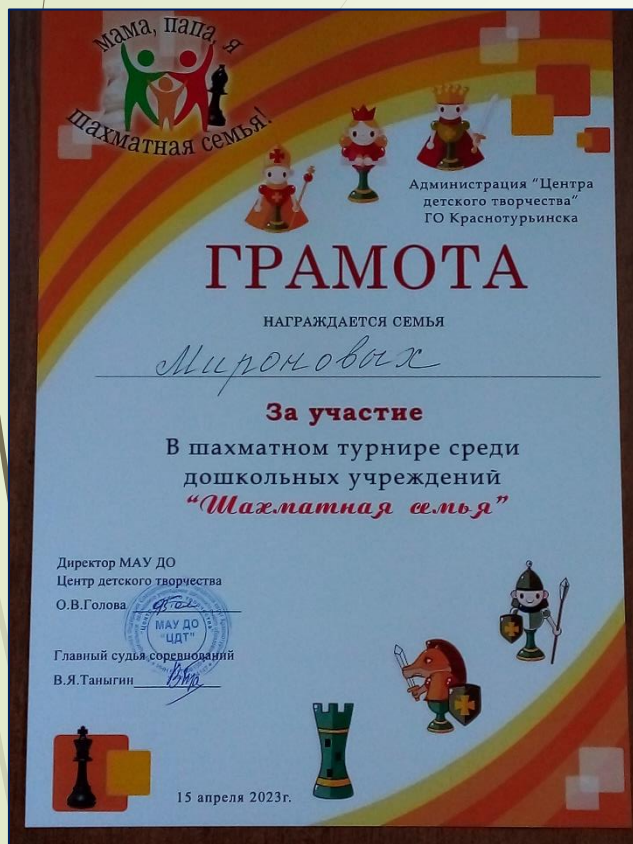 мама, папа, я
шахматная семья!
Администрация "Центра
детского творчества"
ГО Краснотурьинска
ГРАМОТА
НАГРАЖДАЕТСЯ СЕМЬЯ
Мироновых
За участие
В шахматном турнире среди
дошкольных учреждений
"Шахматная семья"
Директор МАУ ДО
Центр детского творчества
О.В.Голова
МАУ ДО
"ЦДТ"
Главный судья соревнований
В.Я.Таныгин
15 апреля 2023г.